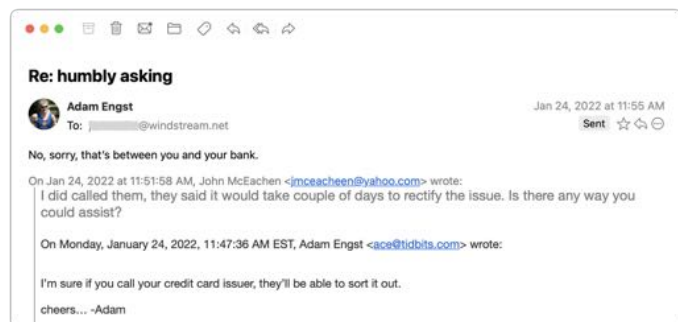 Re: humbly asking
Adam Engst
Jan 24, 2022 at 11:55 AM
To: j @windstream.net
Sent
No, sorry, that's between you and your bank.
On Jan 24, 2022 at 11:51:58 AM, John McEachen <jmceacheen@yahoo.com> wrote:
I did called them, they said it would take couple of days to rectify the issue. Is there any way you
could assist?
On Monday, January 24, 2022, 11:47:36 AM EST, Adam Engst <ace@tidbits.com> wrote:
I'm sure if you call your credit card issuer, they'll be able to sort it out.
cheers... -Adam